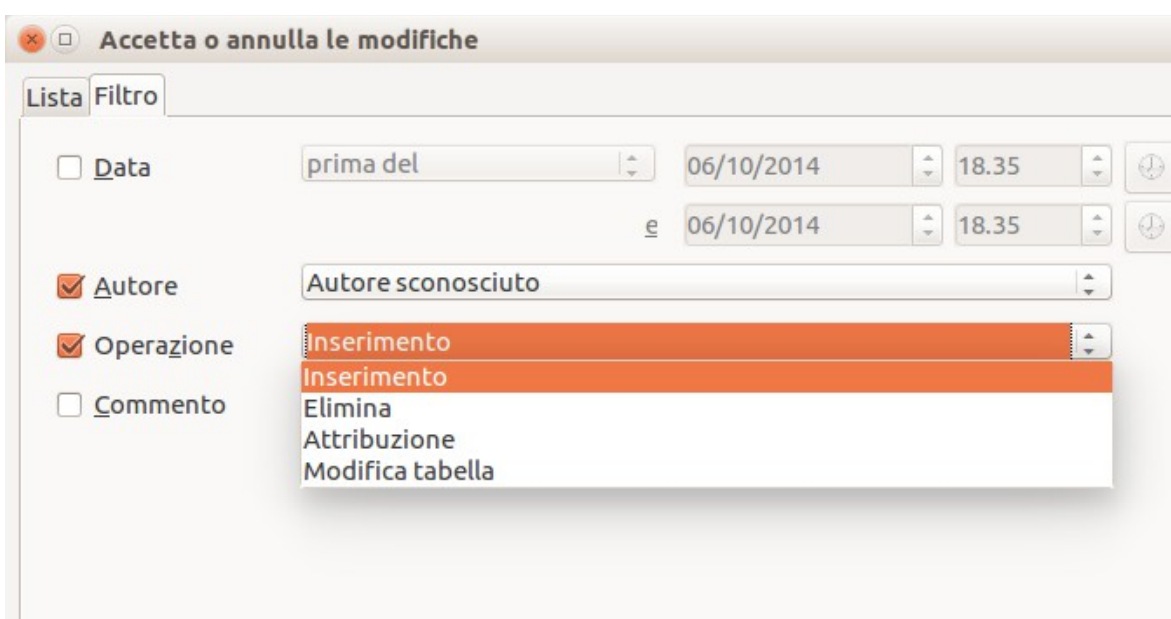 Accetta o annulla le modifiche
Lista Filtro
Data prima del 06/10/2014 18.35
e 06/10/2014 18.35
Autore Autore sconosciuto
Operazione Inserimento
Inserimento
Commento Elimina
Attribuzione
Modifica tabella